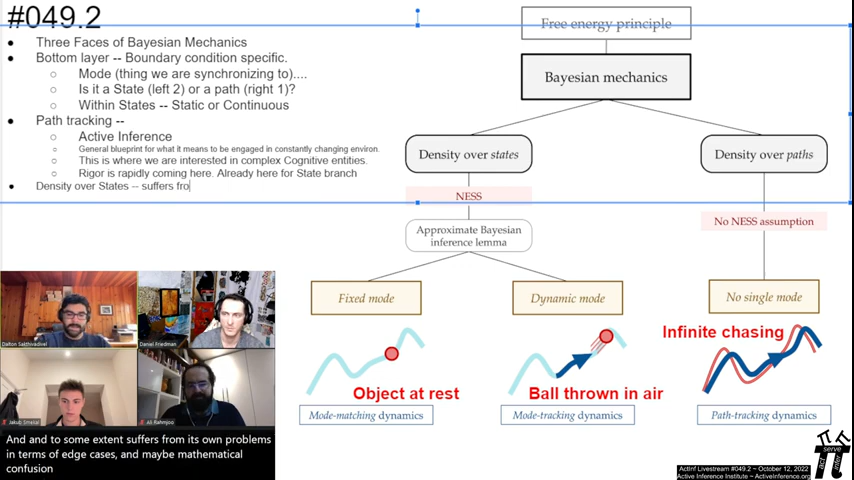 #049.2
● Three Faces of Bayesian Mechanics
● Bottom layer -- Boundary condition specific.
○ Mode (thing we are synchronizing to)....
○ Is it a State (left 2) or a path (right 1)?
○ Within States -- Static or Continuous
● Path tracking --
○ Active Inference
○ General blueprint for what it means to be engaged in constantly changing environ.
○ This is where we are interested in complex Cognitive entities.
○ Rigor is rapidly coming here. Already here for State branch
● Density over States -- suffers fro
Free energy principle
Bayesian mechanics
Density over states
Density over paths
NESS
No NESS assumption
Approximate Bayesian
inference lemma
Fixed mode
Dynamic mode
No single mode
Object at rest
Ball thrown in air
Infinite chasing
Mode-matching dynamics
Mode-tracking dynamics
Path-tracking dynamics
Dalton Sakthivadivel
Daniel Friedman
Jakub Smékal
Ali Rahmjoo
And and to some extent suffers from its own problems
in terms of edge cases, and maybe mathematical
confusion
ActInf Livestream #049.2 ~ October 12, 2022
Active Inference Institute ~ ActiveInference.org
act
serve
infer